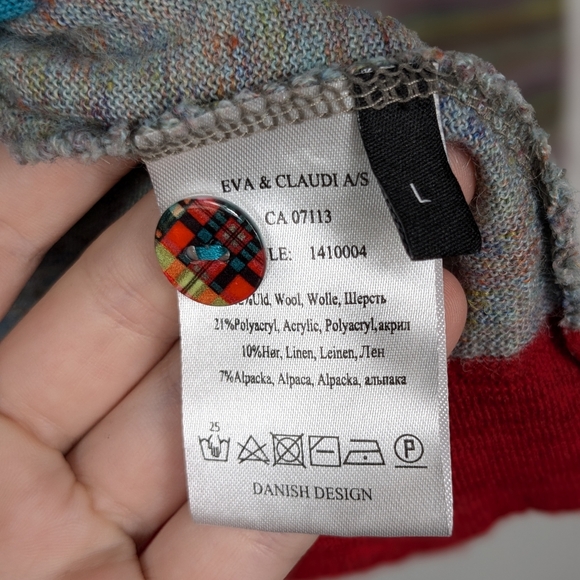 L
EVA & CLAUDI A/S
CA 07113
LE: 1410004
%Uld, Wool, Wolle, Шерсть
21%Polyacryl, Acrylic, Polyacryl,акрил
10%Hør, Linen, Leinen,Лен
7%Alpacka, Alpaca, Alpacka, альпака
25
P
DANISH DESIGN